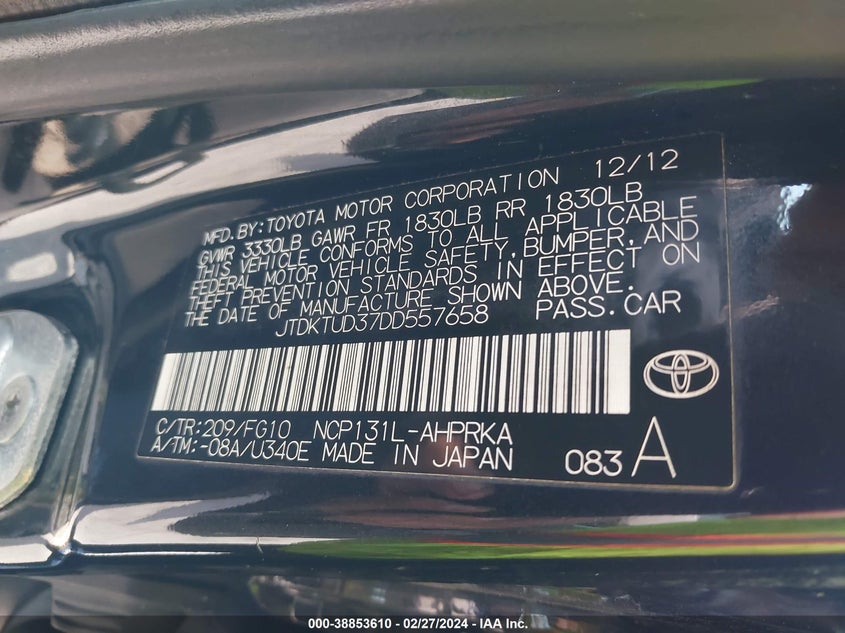 MFD.BY:TOYOTA MOTOR CORPORATION 12/12
GVWR 3330LB GAWR FR 1830LB RR 1830LB
THIS VEHICLE CONFORMS TO ALL APPLICABLE
FEDERAL MOTOR VEHICLE SAFETY,BUMPER,AND
THEFT PREVENTION STANDARDS IN EFFECT ON
THE DATE OF MANUFACTURE SHOWN ABOVE.
JTDKTUD37DD557658 PASS.CAR
C/TR:209/FG10 NCP131L-AHPRKA
A/TM:-08A/U340E MADE IN JAPAN 083 A
000-38853610 - 02/27/2024 - IAA Inc.